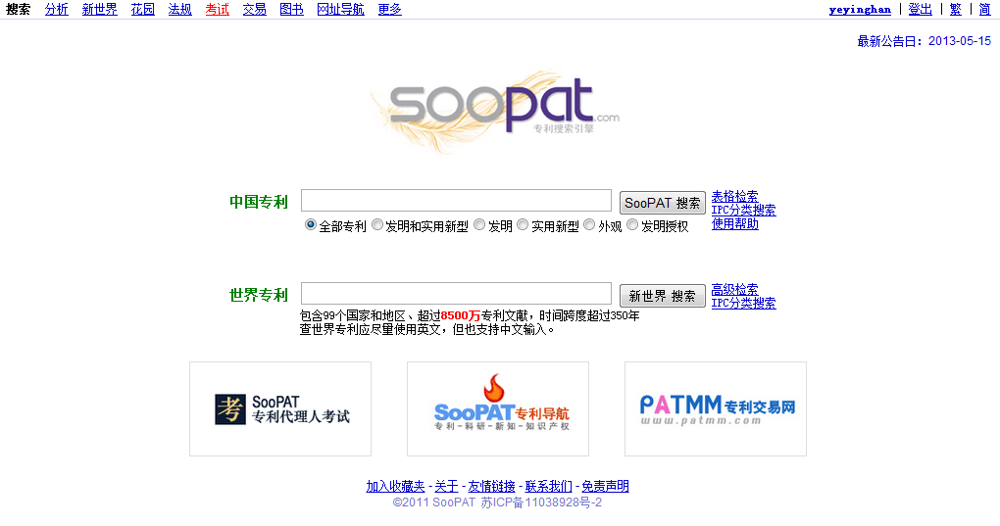 搜索 分析 新世界 花园 法规 考试 交易 图书 网址导航 更多 yeyinghan | 登出 | 繁 | 简
最新公告日：2013-05-15
soopat.com
专利搜索引擎
中国专利 SooPAT 搜索 表格检索
IPC分类搜索
使用帮助
全部专利 发明和实用新型 发明 实用新型 外观 发明授权
世界专利 新世界 搜索 高级检索
IPC分类搜索
包含99个国家和地区、超过8500万专利文献，时间跨度超过350年
查世界专利应尽量使用英文，但也支持中文输入。
考 SooPAT
专利代理人考试
SooPAT专利导航
专利-科研-新知-知识产权
PATMM专利交易网
www.patmm.com
加入收藏夹 - 关于 - 友情链接 - 联系我们 - 免责声明
©2011 SooPAT 苏ICP备11038928号-2